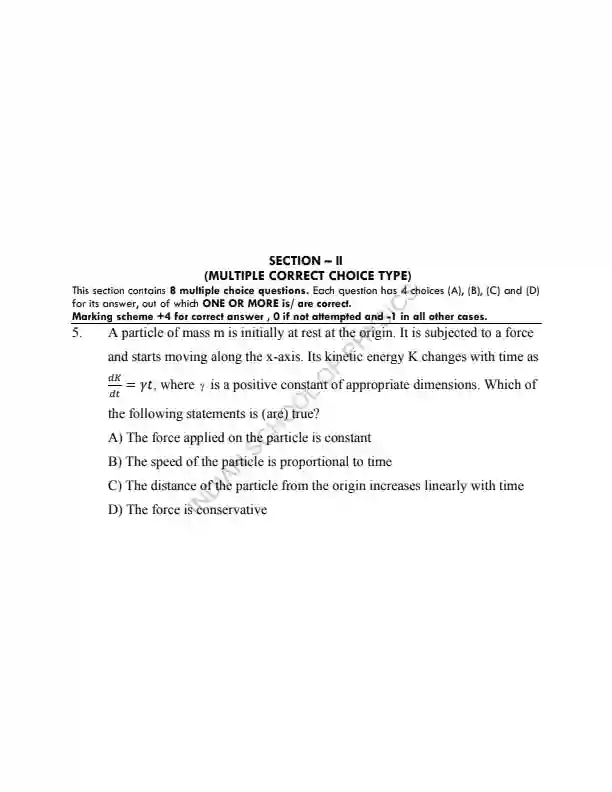 SECTION – II
(MULTIPLE CORRECT CHOICE TYPE)
This section contains 8 multiple choice questions. Each question has 4 choices (A), (B), (C) and (D)
for its answer, out of which ONE OR MORE is/ are correct.
Marking scheme +4 for correct answer , 0 if not attempted and -1 in all other cases.
5. A particle of mass m is initially at rest at the origin. It is subjected to a force
and starts moving along the x-axis. Its kinetic energy K changes with time as
dK/dt = γt, where γ is a positive constant of appropriate dimensions. Which of
the following statements is (are) true?
A) The force applied on the particle is constant
B) The speed of the particle is proportional to time
C) The distance of the particle from the origin increases linearly with time
D) The force is conservative
INDIAN SCHOOL OF PHYSICS